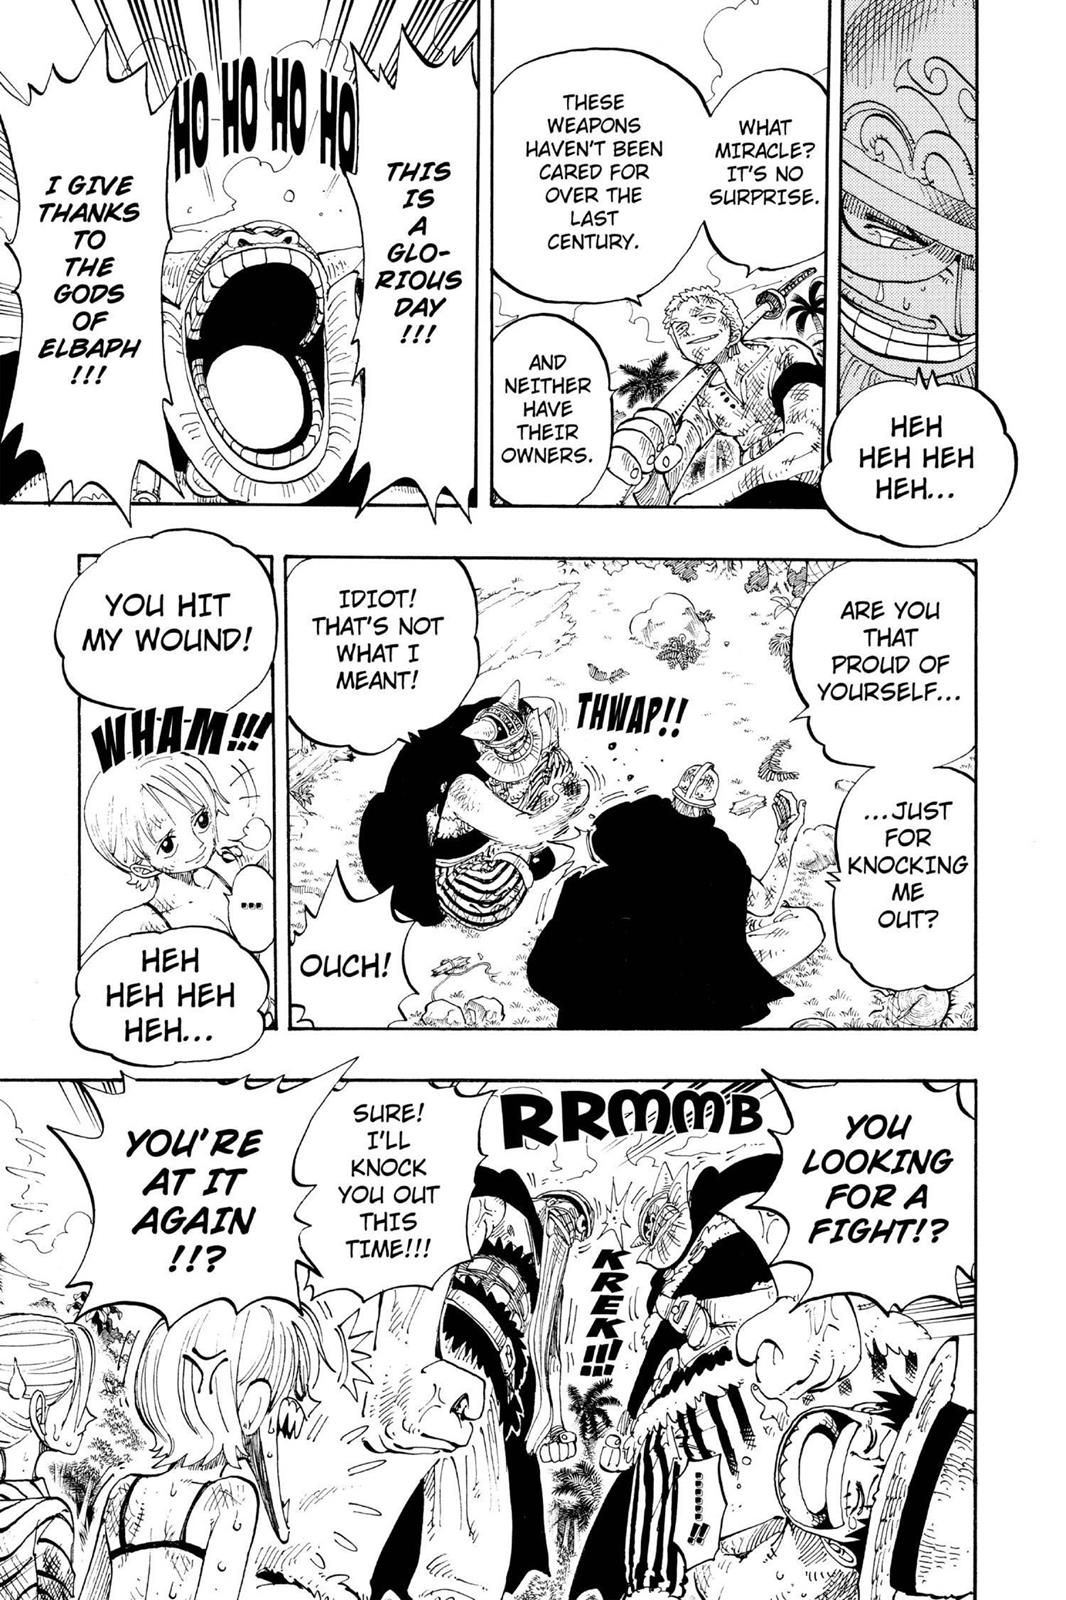 HEH
HEH HEH
HEH...
WHAT
MIRACLE?
IT'S NO
SURPRISE.
THESE
WEAPONS
HAVEN'T BEEN
CARED FOR
OVER THE
LAST
CENTURY.
AND
NEITHER
HAVE
THEIR
OWNERS.
HO HO HO HO
THIS
IS
A
GLO-
RIOUS
DAY
!!!
I GIVE
THANKS
TO
THE
GODS
OF
ELBAPH
!!!
ARE YOU
THAT
PROUD OF
YOURSELF...
...JUST
FOR
KNOCKING
ME
OUT?
THWAP!!
IDIOT!
THAT'S NOT
WHAT I
MEANT!
OUCH!
YOU HIT
MY WOUND!
WHAM!!!
...
HEH
HEH HEH
HEH...
YOU
LOOKING
FOR A
FIGHT!?
RRMMB
KREK!!!
SURE!
I'LL
KNOCK
YOU OUT
THIS
TIME!!!
YOU'RE
AT IT
AGAIN
!!?
......!!